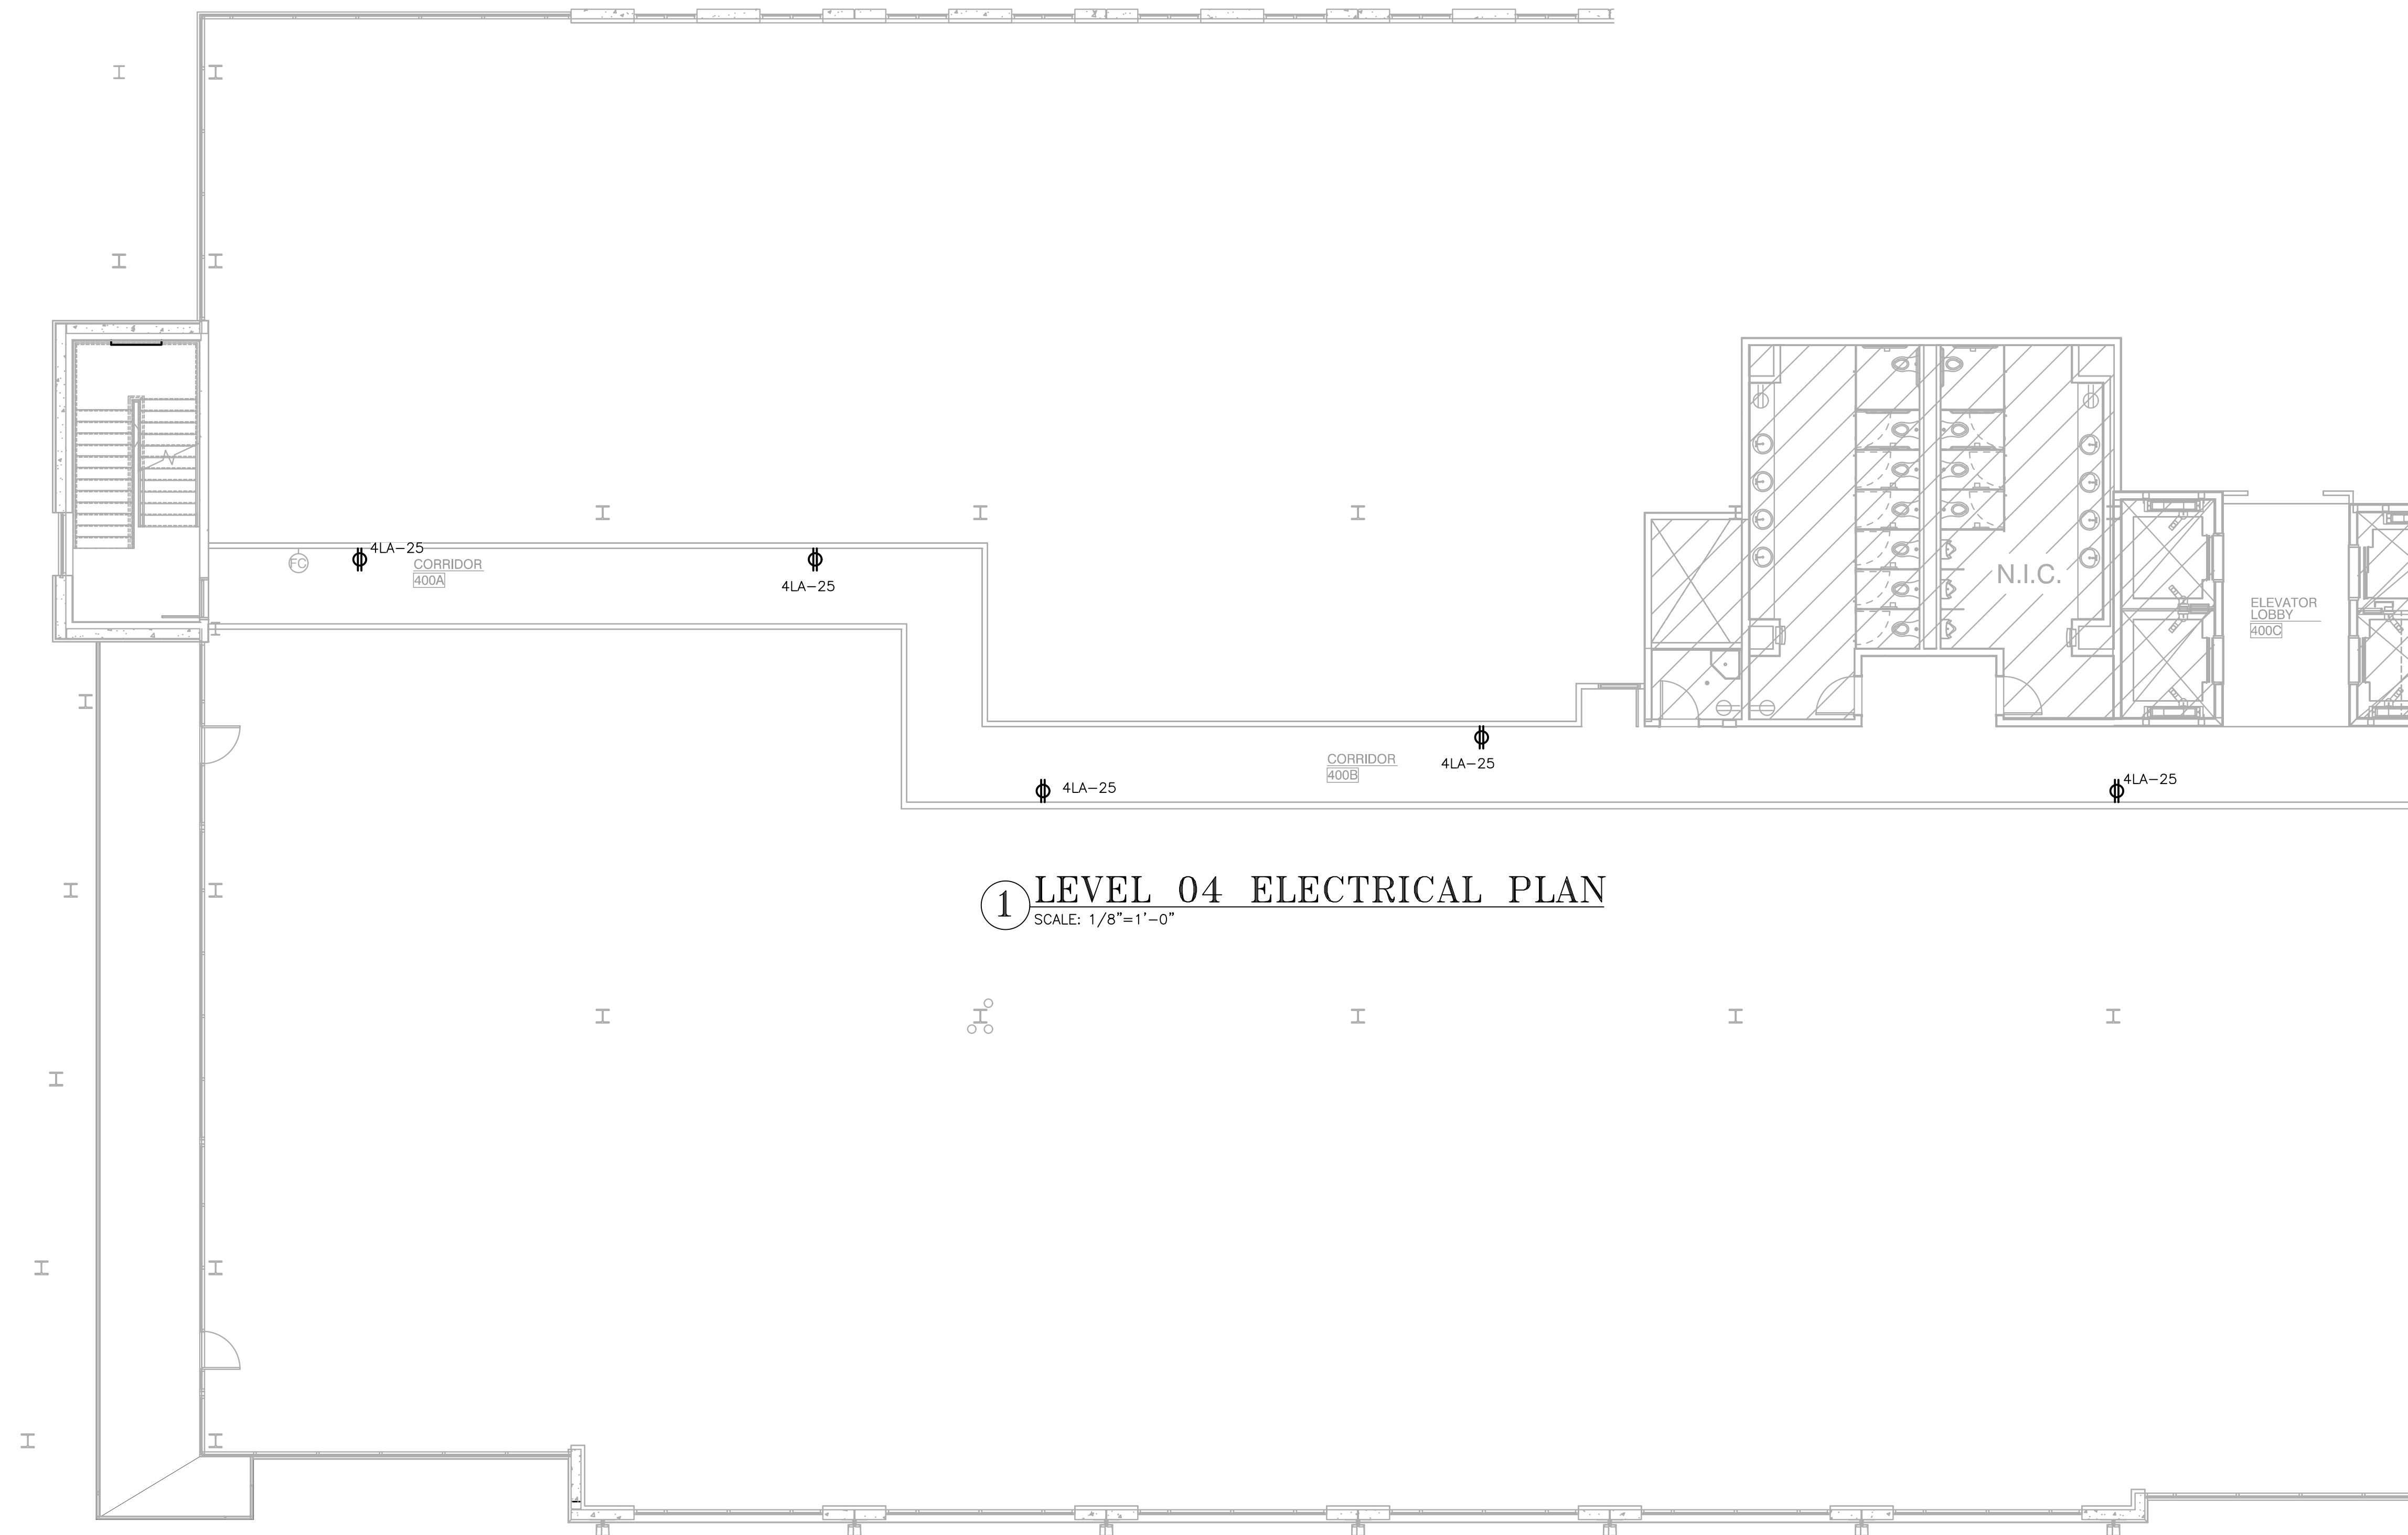 4LA-25
FC
CORRIDOR
400A
4LA-25
N.I.C.
ELEVATOR
LOBBY
400C
CORRIDOR
400B
4LA-25
4LA-25
4LA-25
1 LEVEL 04 ELECTRICAL PLAN
SCALE: 1/8"=1'-0"